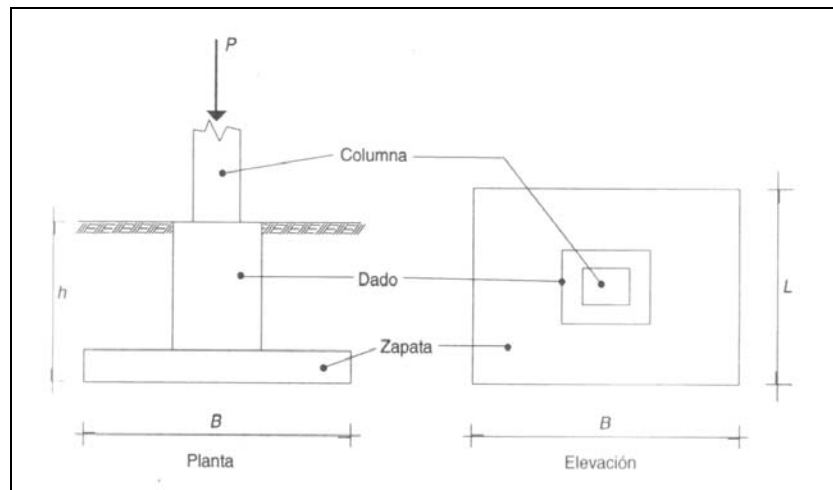 P
Columna
Dado
h
L
Zapata
B
B
Planta
Elevación